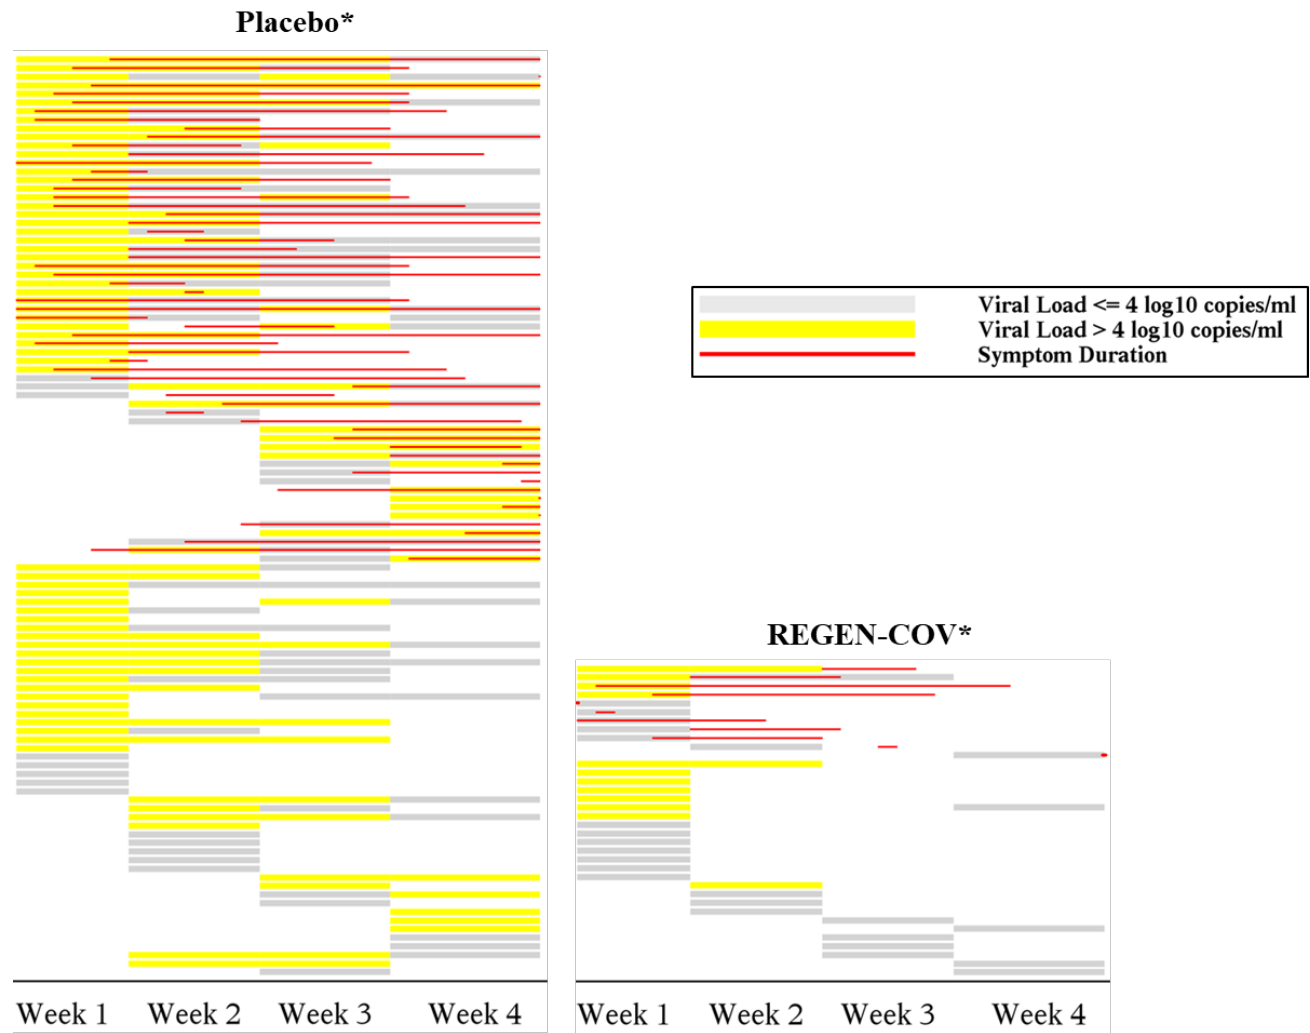 Placebo*
Viral Load <= 4 log10 copies/ml
Viral Load > 4 log10 copies/ml
Symptom Duration
REGEN-COV*
Week 1 Week 2 Week 3 Week 4
Week 1 Week 2 Week 3 Week 4